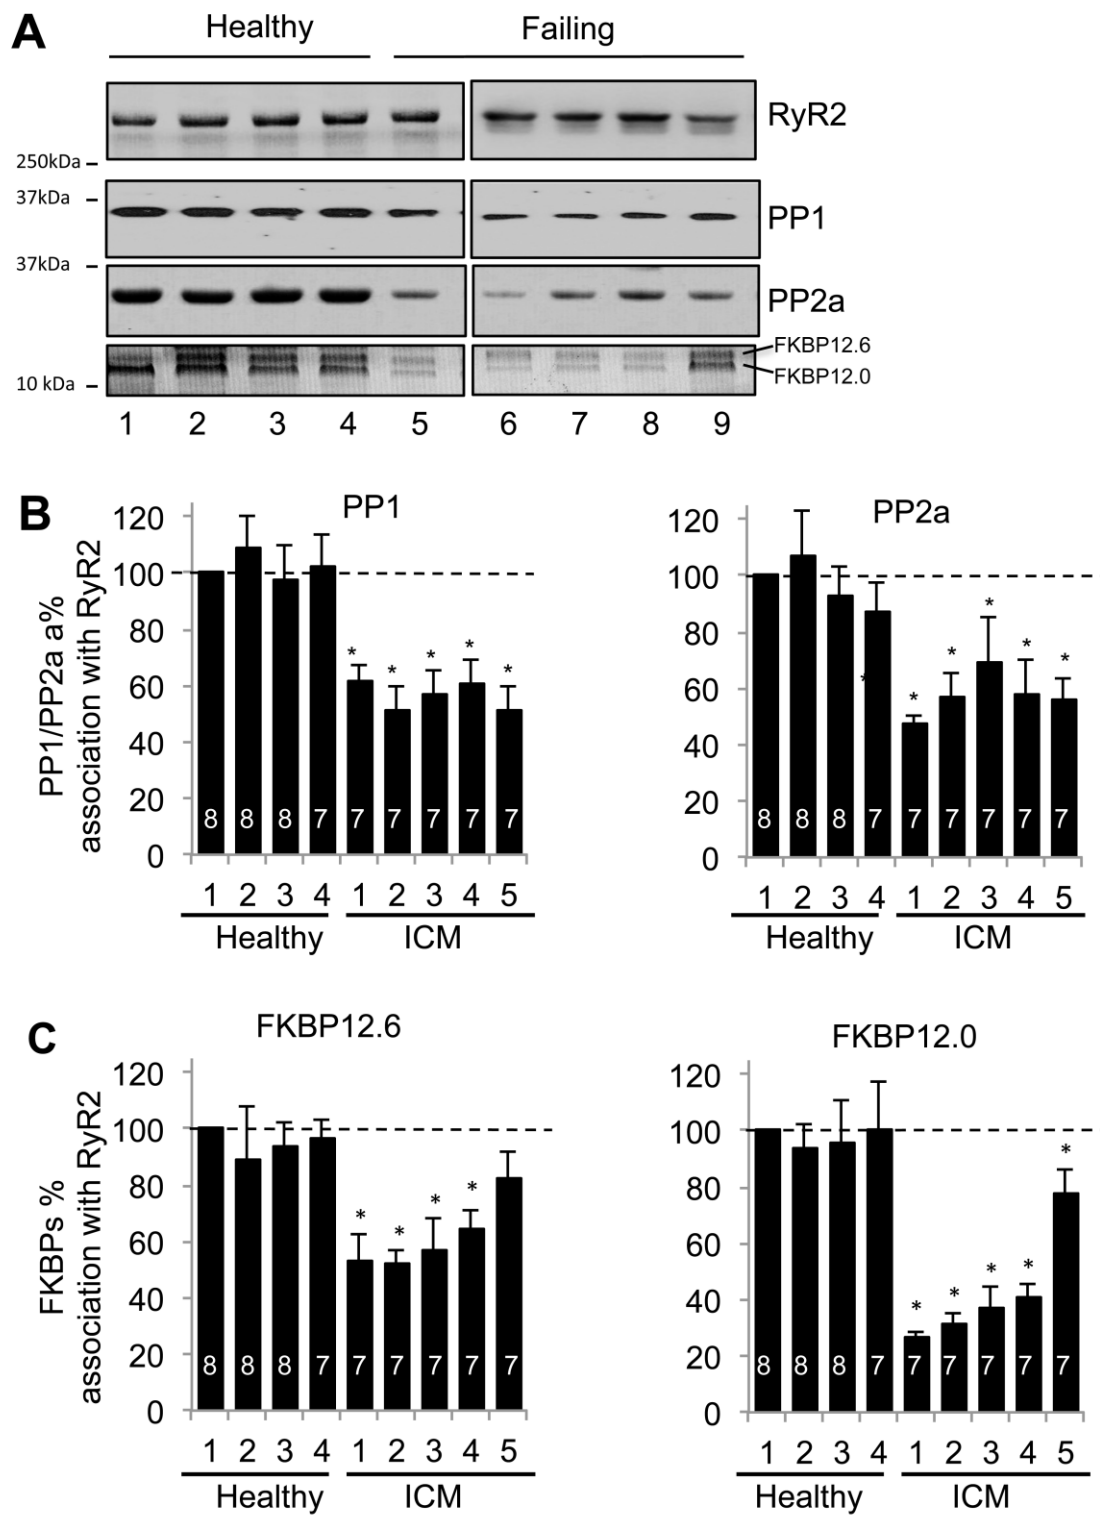 A
Healthy
Failing
RyR2
250kDa
37kDa
PP1
37kDa
PP2a
FKBP12.6
FKBP12.0
10 kDa
1 2 3 4 5 6 7 8 9
B
PP1
PP1/PP2a a%
association with RyR2
120
100
80
60
40
20
0
* * * * *
8 8 8 7 7 7 7 7 7
1 2 3 4 1 2 3 4 5
Healthy ICM
PP2a
120
100
80
60
40
20
0
* * * * * *
8 8 8 7 7 7 7 7 7
1 2 3 4 1 2 3 4 5
Healthy ICM
C
FKBP12.6
FKBPs %
association with RyR2
120
100
80
60
40
20
0
* * * *
8 8 8 7 7 7 7 7 7
1 2 3 4 1 2 3 4 5
Healthy ICM
FKBP12.0
120
100
80
60
40
20
0
* * * * *
8 8 8 7 7 7 7 7 7
1 2 3 4 1 2 3 4 5
Healthy ICM